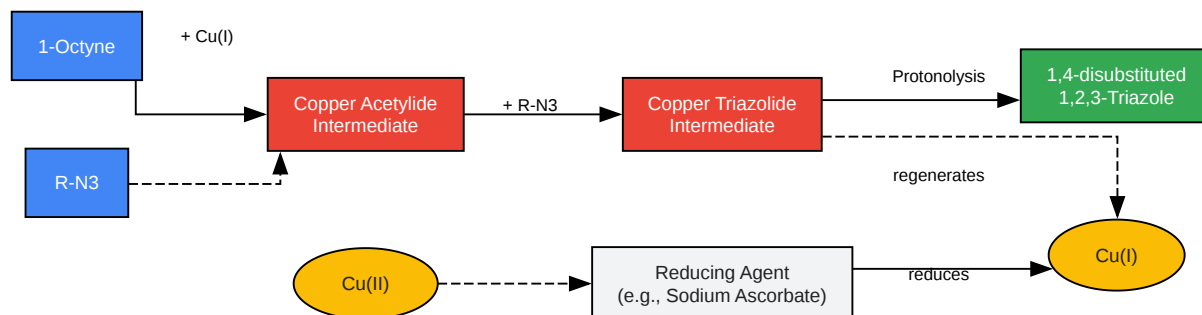 1-Octyne
+ Cu(I)
Copper Acetylide
Intermediate
+ R-N3
Copper Triazolide
Intermediate
Protonolysis
1,4-disubstituted
1,2,3-Triazole
R-N3
regenerates
Cu(II)
Reducing Agent
(e.g., Sodium Ascorbate)
reduces
Cu(I)